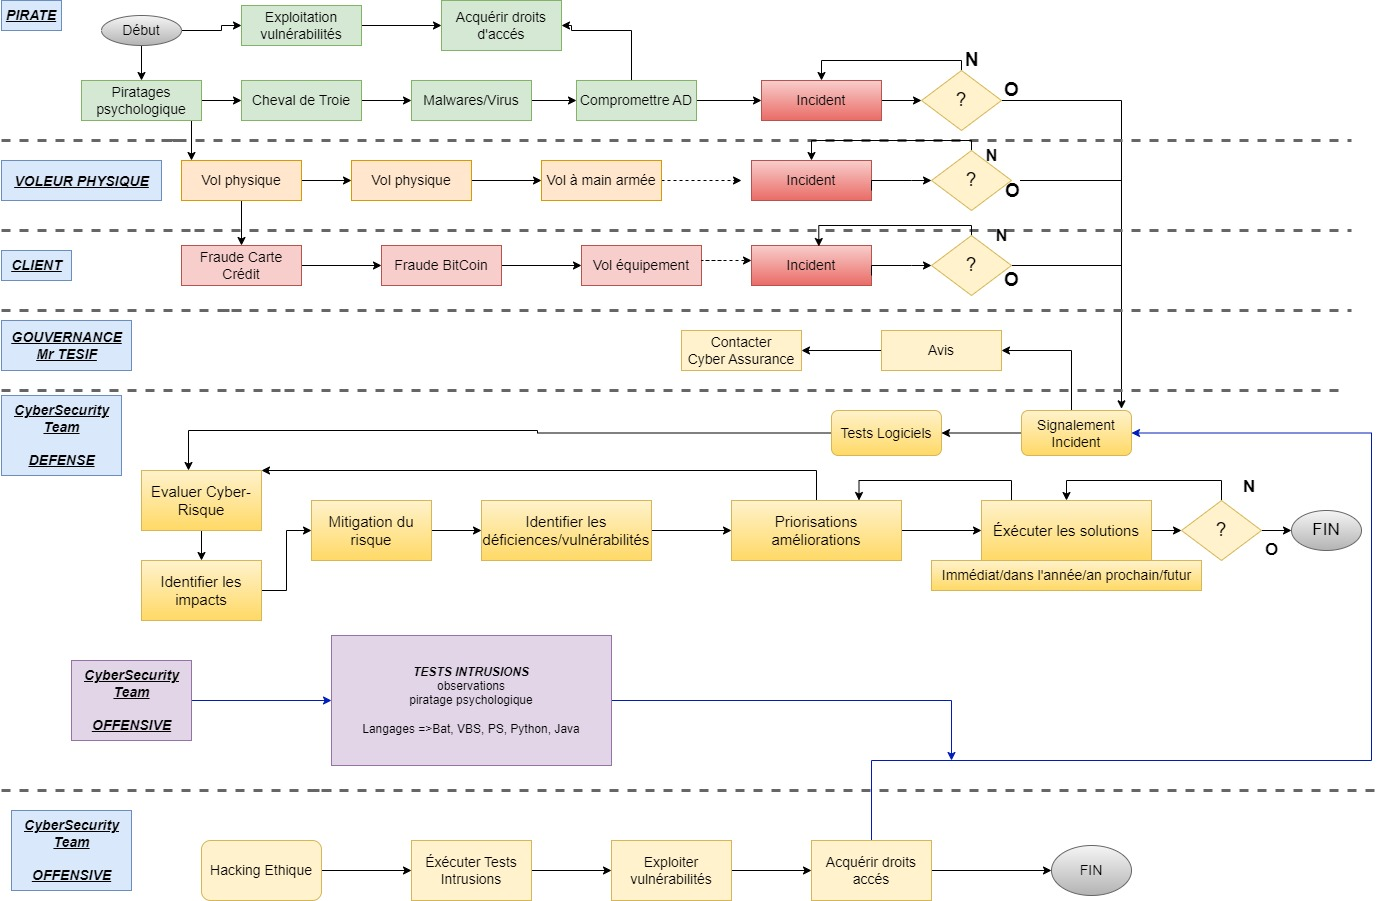 PIRATE
Début
Exploitation
vulnérabilités
Acquérir droits
d'accés
Piratages
psychologique
Cheval de Troie
Malwares/Virus
Compromettre AD
Incident
?
N
O
VOLEUR PHYSIQUE
Vol physique
Vol physique
Vol à main armée
Incident
?
N
O
CLIENT
Fraude Carte
Crédit
Fraude BitCoin
Vol équipement
Incident
?
N
O
GOUVERNANCE
Mr TESIF
Contacter
Cyber Assurance
Avis
CyberSecurity
Team
DEFENSE
Tests Logiciels
Signalement
Incident
Evaluer Cyber-
Risque
Identifier les
impacts
Mitigation du
risque
Identifier les
déficiences/vulnérabilités
Priorisations
améliorations
Éxécuter les solutions
Immédiat/dans l'année/an prochain/futur
?
N
O
FIN
CyberSecurity
Team
OFFENSIVE
TESTS INTRUSIONS
observations
piratage psychologique
Langages =>Bat, VBS, PS, Python, Java
CyberSecurity
Team
OFFENSIVE
Hacking Ethique
Éxécuter Tests
Intrusions
Exploiter
vulnérabilités
Acquérir droits
accés
FIN